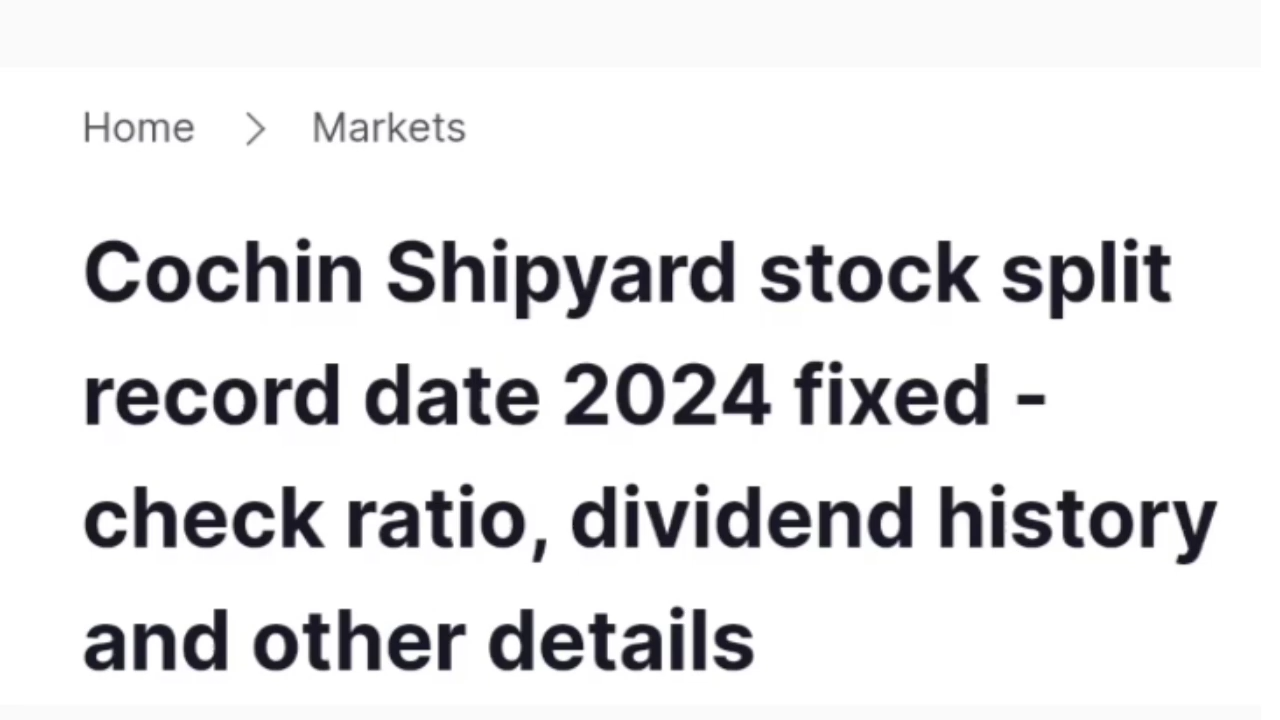 Home > Markets
Cochin Shipyard stock split
record date 2024 fixed -
check ratio, dividend history
and other details